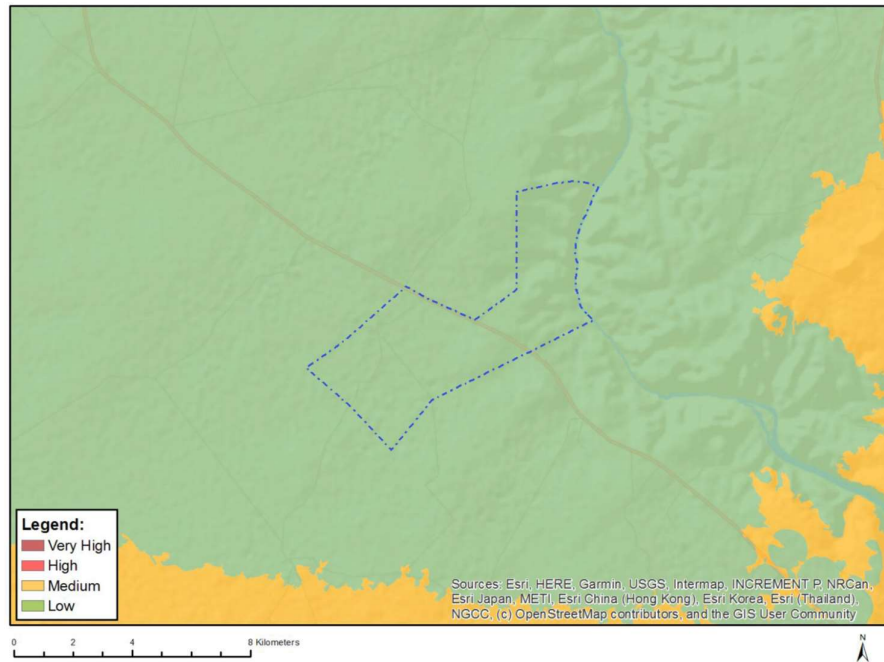 Legend:
Very High
High
Medium
Low
Sources: Esri, HERE, Garmin, USGS, Intermap, INCREMENT P, NRCan,
Esri Japan, METI, Esri China (Hong Kong), Esri Korea, Esri (Thailand),
NGCC, (c) OpenStreetMap contributors, and the GIS User Community
0 2 4 8 Kilometers
N